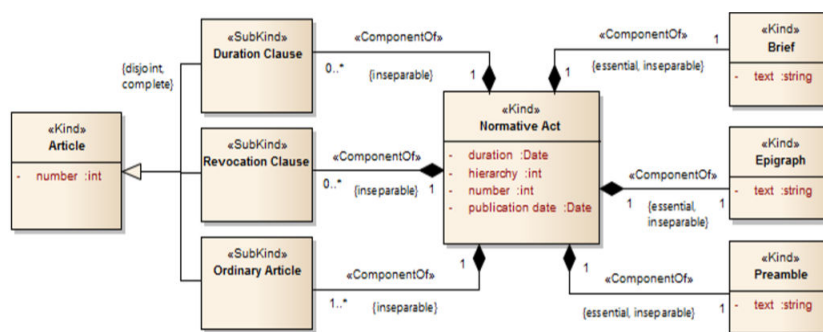 «SubKind»
Duration Clause
«ComponentOf»
0..*
{inseparable}
1
«ComponentOf»
1
1
{essential, inseparable}
«Kind»
Brief
- text :string
{disjoint,
complete}
«Kind»
Article
- number :int
«SubKind»
Revocation Clause
«ComponentOf»
0..*
{inseparable}
1
«Kind»
Normative Act
- duration :Date
- hierarchy :int
- number :int
- publication date :Date
«ComponentOf»
1
1
{essential,
inseparable}
«Kind»
Epigraph
- text :string
«SubKind»
Ordinary Article
«ComponentOf»
1..*
{inseparable}
1
«ComponentOf»
1
1
{essential, inseparable}
«Kind»
Preamble
- text :string